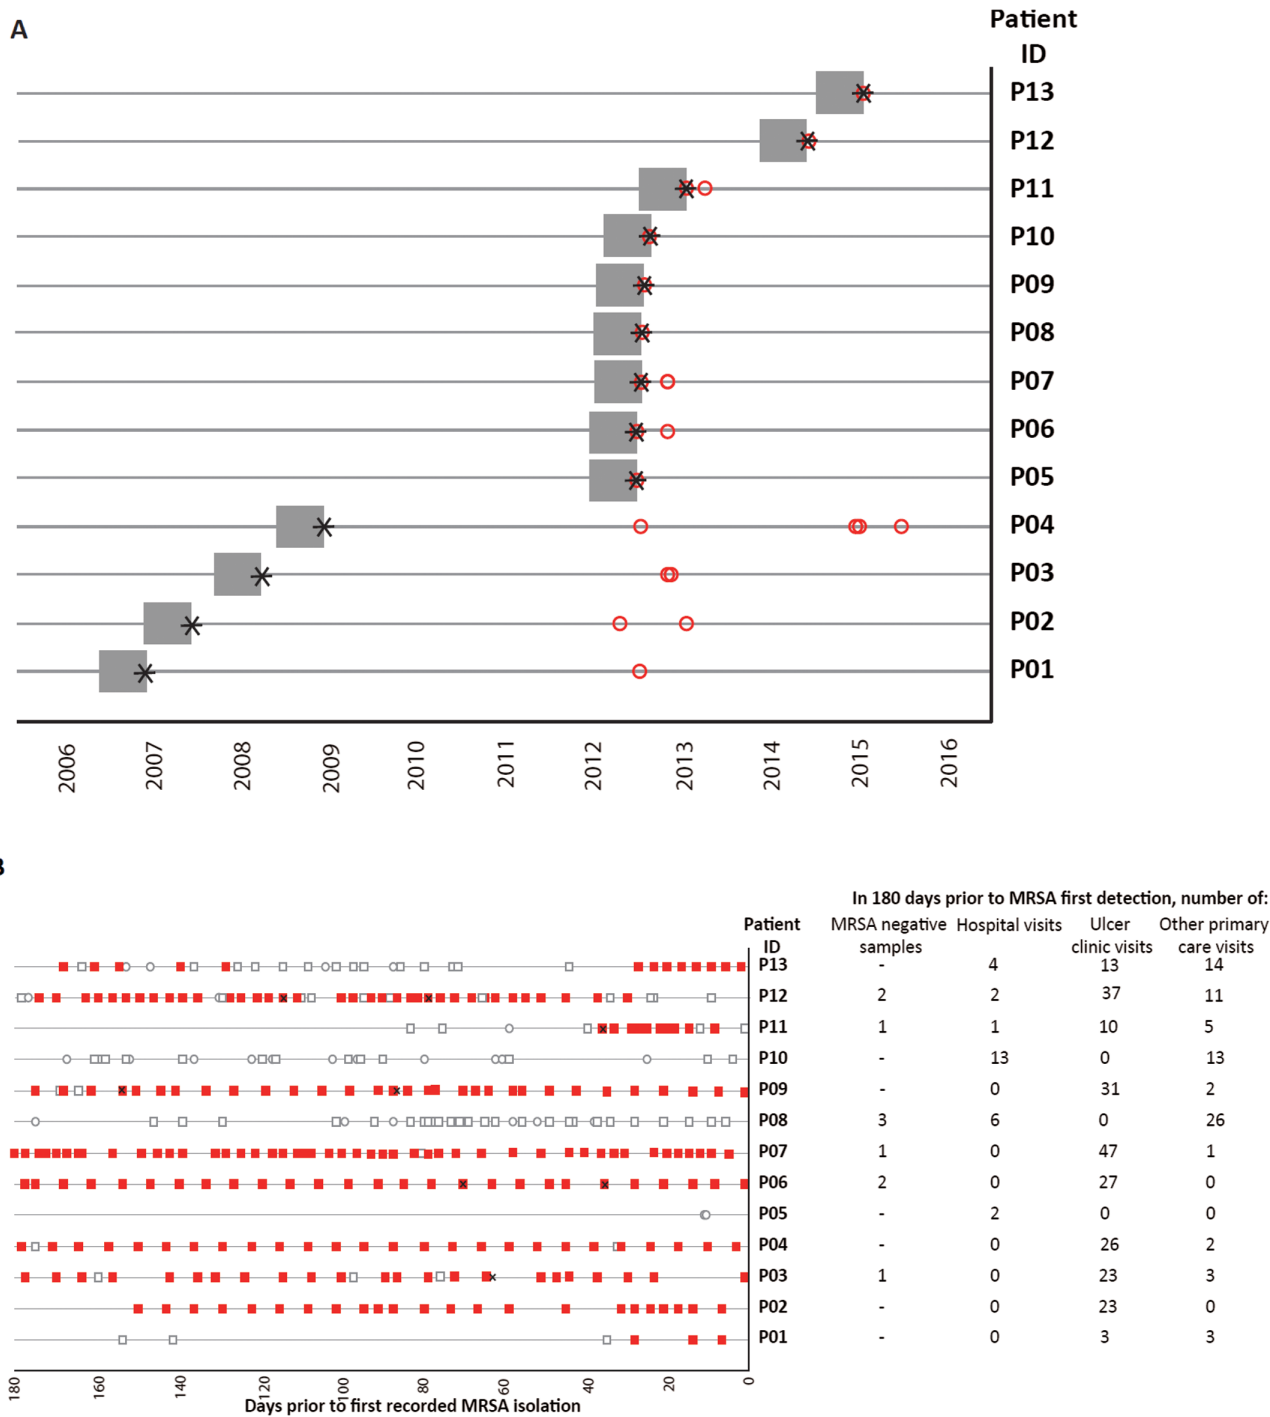 A
Patient
ID
P13
P12
P11
P10
P09
P08
P07
P06
P05
P04
P03
P02
P01
2006 2007 2008 2009 2010 2011 2012 2013 2014 2015 2016
B
In 180 days prior to MRSA first detection, number of:
Patient ID MRSA negative samples Hospital visits Ulcer clinic visits Other primary care visits
P13 - 4 13 14
P12 2 2 37 11
P11 1 1 10 5
P10 - 13 0 13
P09 - 0 31 2
P08 3 6 0 26
P07 1 0 47 1
P06 2 0 27 0
P05 - 2 0 0
P04 - 0 26 2
P03 1 0 23 3
P02 - 0 23 0
P01 - 0 3 3
180 160 140 120 100 80 60 40 20 0
Days prior to first recorded MRSA isolation